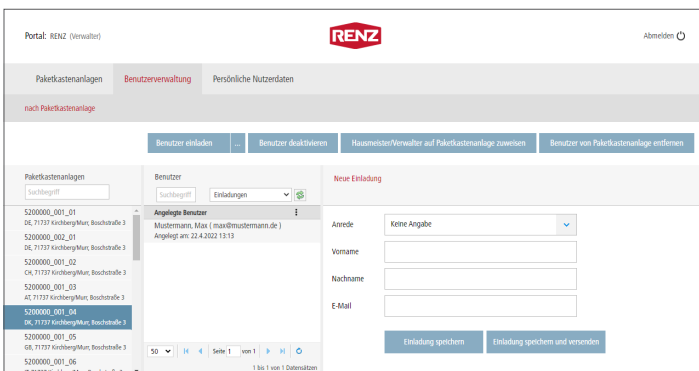 Portal: RENZ (Verwalter)
RENZ
Abmelden
Paketkastenanlagen Benutzerverwaltung Persönliche Nutzerdaten
nach Paketkastenanlage
Benutzer einladen ... Benutzer deaktivieren Hausmeister/Verwalter auf Paketkastenanlage zuweisen Benutzer von Paketkastenanlage entfernen
Paketkastenanlagen
Suchbegriff
5200000_001_01
DE, 71737 Kirchberg/Murr, Boschstraße 3
5200000_002_01
DE, 71737 Kirchberg/Murr, Boschstraße 3
5200000_001_02
CH, 71737 Kirchberg/Murr, Boschstraße 3
5200000_001_03
AT, 71737 Kirchberg/Murr, Boschstraße 3
5200000_001_04
DK, 71737 Kirchberg/Murr, Boschstraße 3
5200000_001_05
GB, 71737 Kirchberg/Murr, Boschstraße 3
5200000_001_06
Benutzer
Suchbegriff Einladungen
Angelegte Benutzer
Mustermann, Max ( max@mustermann.de )
Angelegt am: 22.4.2022 13:13
50 Seite 1 von 1
1 bis 1 von 1 Datensätzen
Neue Einladung
Anrede Keine Angabe
Vorname
Nachname
E-Mail
Einladung speichern Einladung speichern und versenden